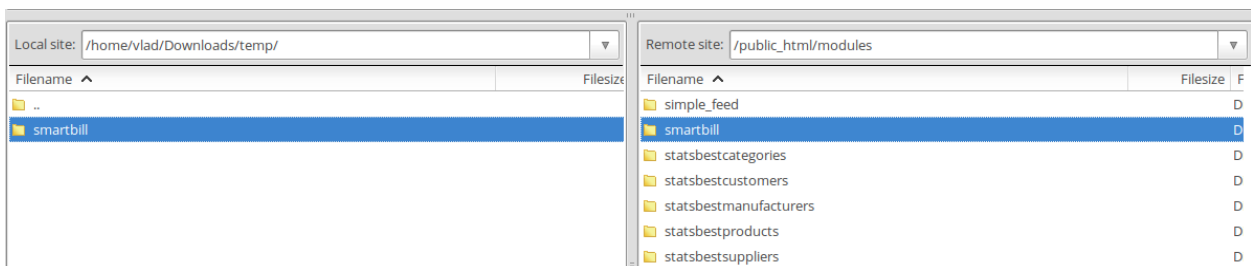 Local site: /home/vlad/Downloads/temp/
Filename Filesize
..
smartbill
Remote site: /public_html/modules
Filename Filesize F
simple_feed D
smartbill D
statsbestcategories D
statsbestcustomers D
statsbestmanufacturers D
statsbestproducts D
statsbestsuppliers D